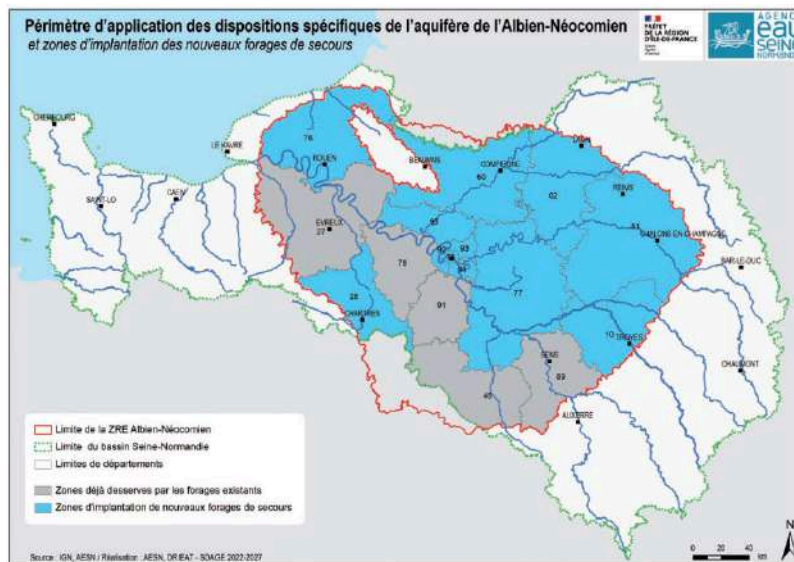 Périmètre d'application des dispositions spécifiques de l'aquifère de l'Albien-Néocomien
et zones d'implantation des nouveaux forages de secours
PRÉFET
DE LA RÉGION
D'ÎLE-DE-FRANCE
AGENCE
eau
SEINE
NORMANDIE
CHERBOURG
LE HAVRE
76
ROUEN
BEAUVAIS
COMPIEGNE
LAON
60
02
REIMS
SAINT-LO
CAEN
EVREUX
27
95
92
93
94
51
CHALONS-EN-CHAMPAGNE
BAR-LE-DUC
78
77
28
CHARTRES
91
10
TROYES
SENS
89
45
CHAUMONT
AUXERRE
Limite de la ZRE Albien-Néocomien
Limite du bassin Seine-Normandie
Limites de départements
Zones déjà desserves par les forages existants
Zones d'implantation de nouveaux forages de secours
Source : IGN, AESN / Réalisation : AESN, DRIEAT - SDAGE 2022-2027
N
0 20 40
km